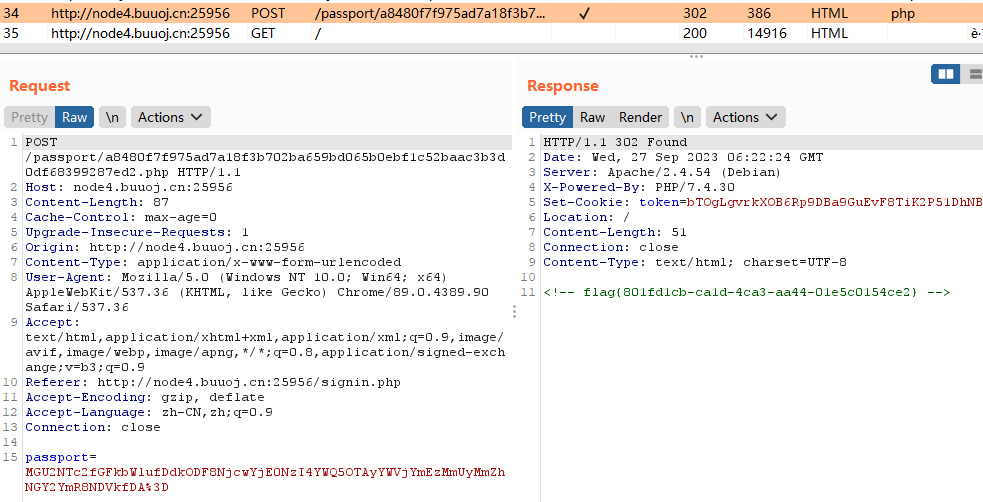 34 http://node4.buuoj.cn:25956 POST /passport/a8480f7f975ad7a18f3b7... ✓ 302 386 HTML php
35 http://node4.buuoj.cn:25956 GET / 200 14916 HTML
Request
Pretty Raw \n Actions
1 POST
/passport/a8480f7f975ad7a18f3b702ba659bd065b0ebf1c52baac3b3d
0df68399287ed2.php HTTP/1.1
2 Host: node4.buuoj.cn:25956
3 Content-Length: 87
4 Cache-Control: max-age=0
5 Upgrade-Insecure-Requests: 1
6 Origin: http://node4.buuoj.cn:25956
7 Content-Type: application/x-www-form-urlencoded
8 User-Agent: Mozilla/5.0 (Windows NT 10.0; Win64; x64)
AppleWebKit/537.36 (KHTML, like Gecko) Chrome/89.0.4389.90
Safari/537.36
9 Accept:
text/html,application/xhtml+xml,application/xml;q=0.9,image/
avif,image/webp,image/apng,*/*;q=0.8,application/signed-exch
ange;v=b3;q=0.9
10 Referer: http://node4.buuoj.cn:25956/signin.php
11 Accept-Encoding: gzip, deflate
12 Accept-Language: zh-CN,zh;q=0.9
13 Connection: close
14
15 passport=
MGU2NTc2fGFkbWlufDdkODF8NjcwYjE0NzI4YWQ5OTAyYWVjYmEzMmUyMmZh
NGY2YmR8NDVkfDA%3D
Response
Pretty Raw Render \n Actions
1 HTTP/1.1 302 Found
2 Date: Wed, 27 Sep 2023 06:22:24 GMT
3 Server: Apache/2.4.54 (Debian)
4 X-Powered-By: PHP/7.4.30
5 Set-Cookie: token=bTOgLgvrkXOB6Rp9DBa9GuEvF8TiK2P51DhNB
6 Location: /
7 Content-Length: 51
8 Connection: close
9 Content-Type: text/html; charset=UTF-8
10
11 <!-- flag{801fd1cb-ca1d-4ca3-aa44-01e5c0154ce2} -->